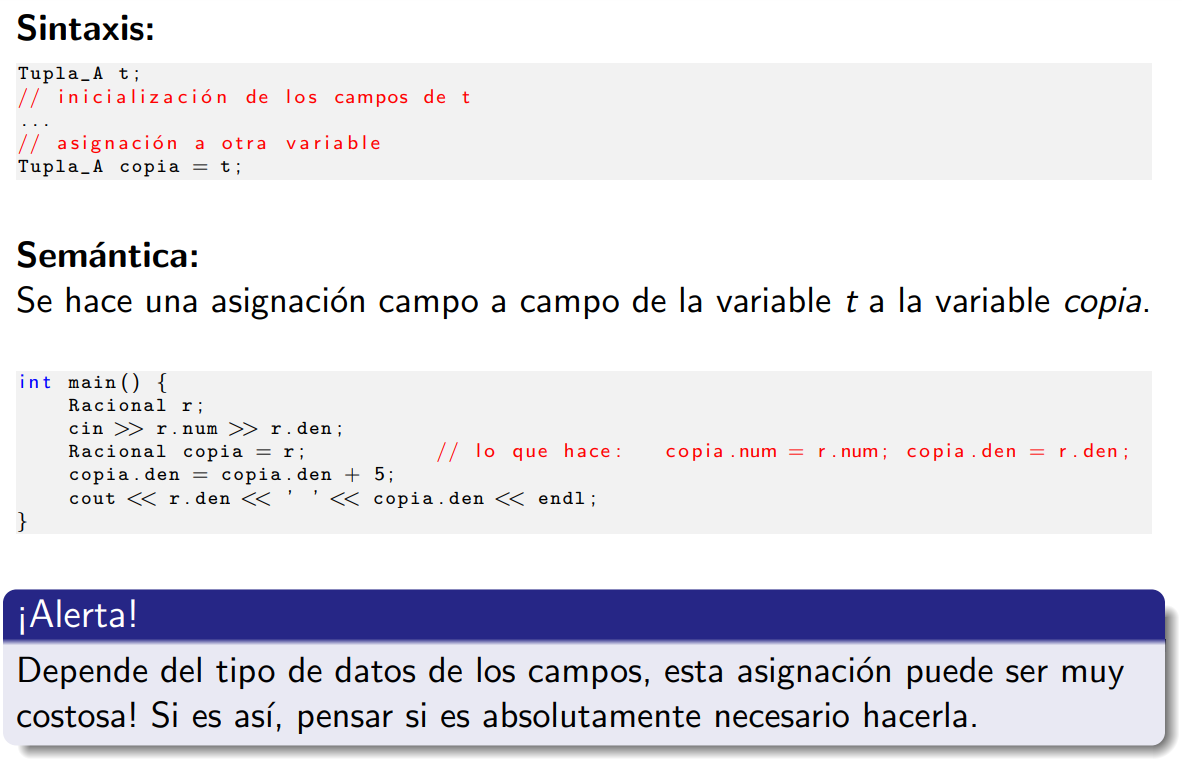 Sintaxis:
Tupla_A t;
// inicialización de los campos de t
...
// asignación a otra variable
Tupla_A copia = t;
Semántica:
Se hace una asignación campo a campo de la variable t a la variable copia.
int main() {
    Racional r;
    cin >> r.num >> r.den;
    Racional copia = r;        // lo que hace:   copia.num = r.num; copia.den = r.den;
    copia.den = copia.den + 5;
    cout << r.den << ' ' << copia.den << endl;
}
¡Alerta!
Depende del tipo de datos de los campos, esta asignación puede ser muy
costosa! Si es así, pensar si es absolutamente necesario hacerla.